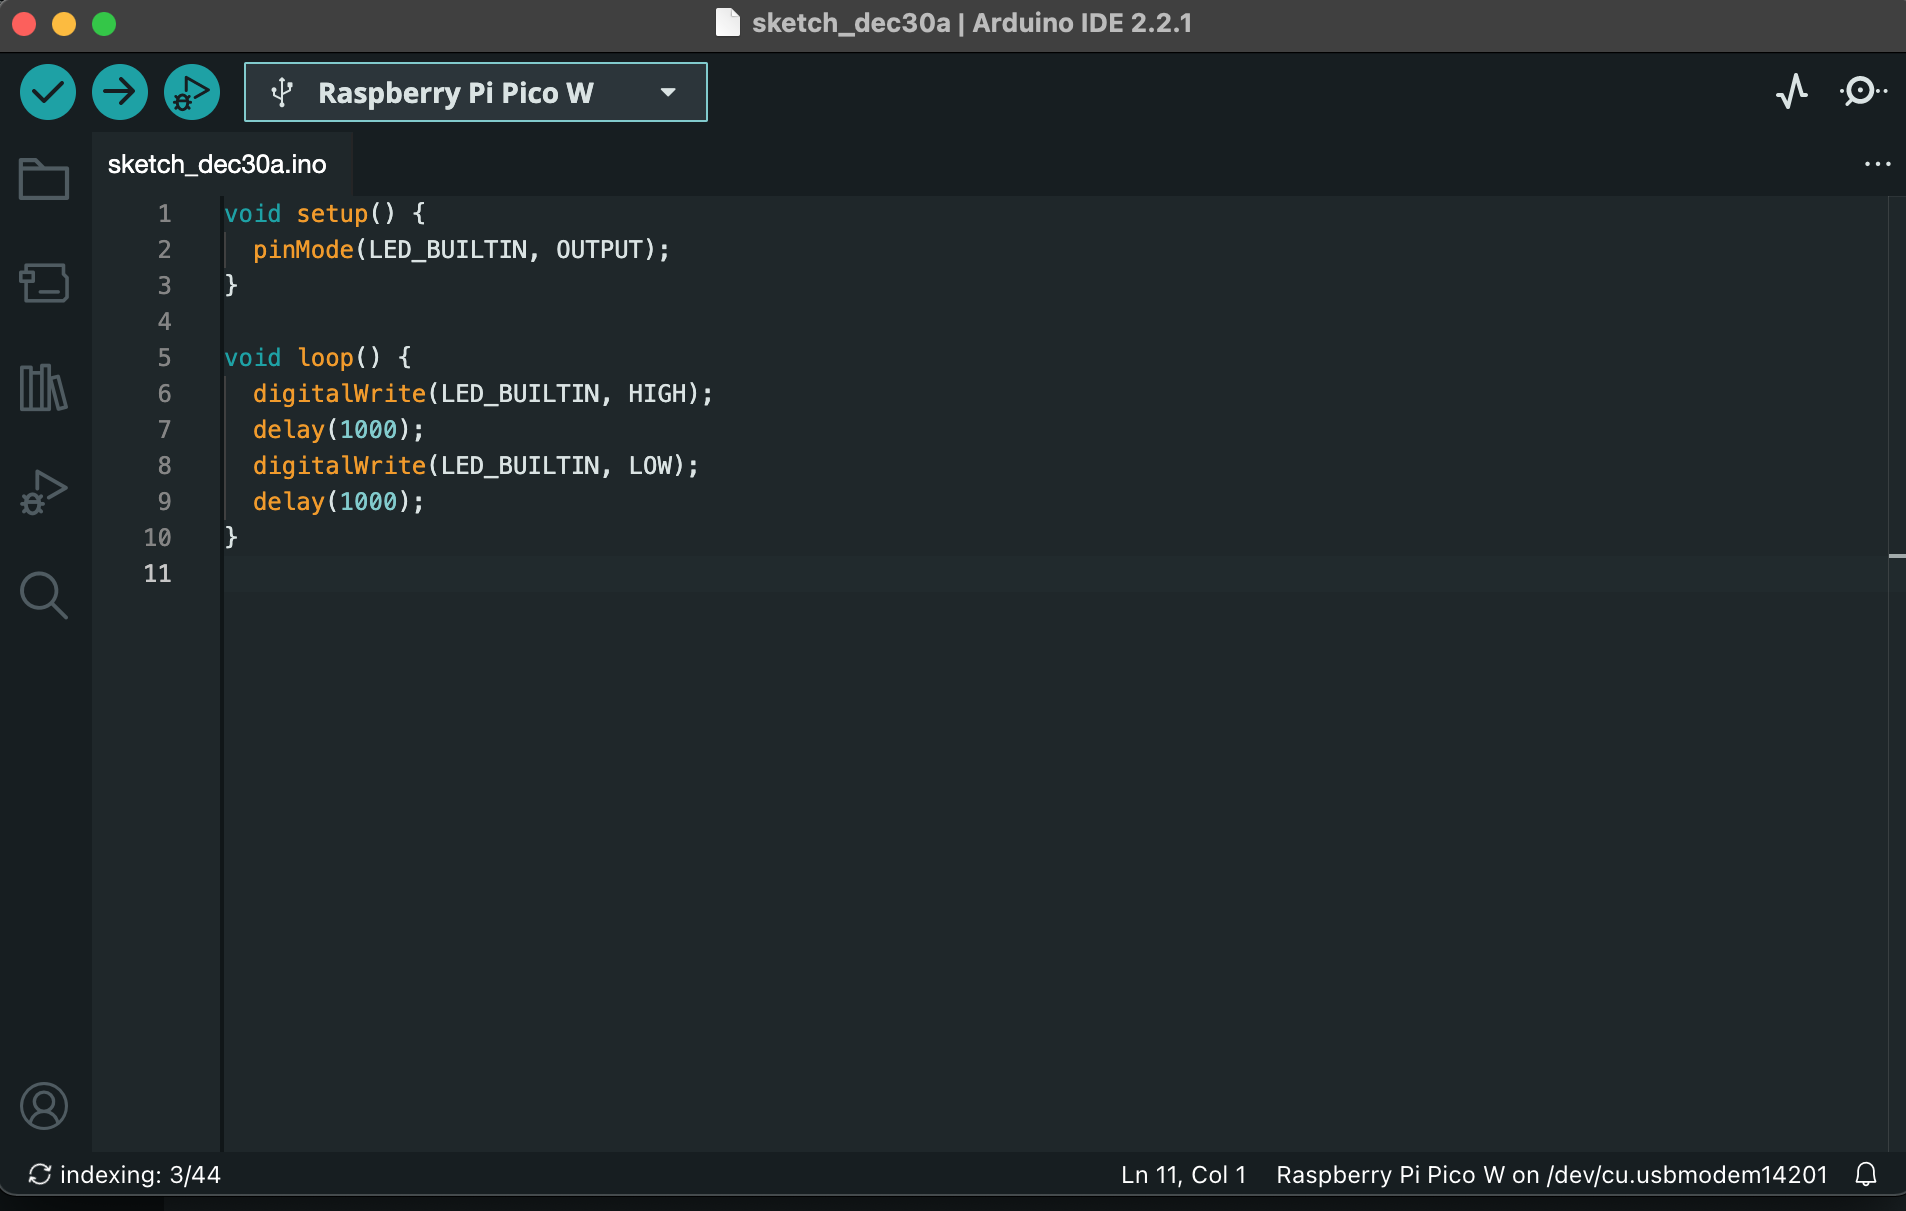 sketch_dec30a | Arduino IDE 2.2.1
Raspberry Pi Pico W
sketch_dec30a.ino
1 void setup() {
2   pinMode(LED_BUILTIN, OUTPUT);
3 }
4
5 void loop() {
6   digitalWrite(LED_BUILTIN, HIGH);
7   delay(1000);
8   digitalWrite(LED_BUILTIN, LOW);
9   delay(1000);
10 }
11
indexing: 3/44 Ln 11, Col 1 Raspberry Pi Pico W on /dev/cu.usbmodem14201